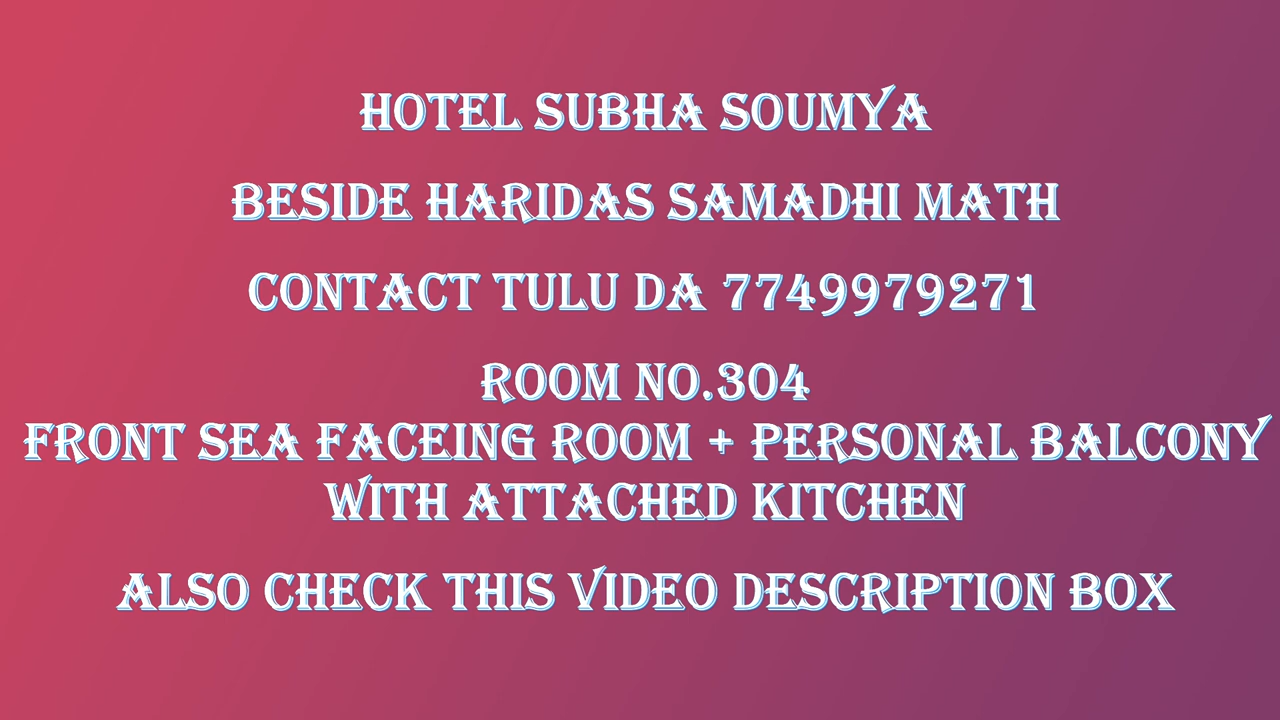 HOTEL SUBHA SOUMYA
BESIDE HARIDAS SAMADHI MATH
CONTACT TULU DA 7749979271
ROOM NO.304
FRONT SEA FACEING ROOM + PERSONAL BALCONY
WITH ATTACHED KITCHEN
ALSO CHECK THIS VIDEO DESCRIPTION BOX